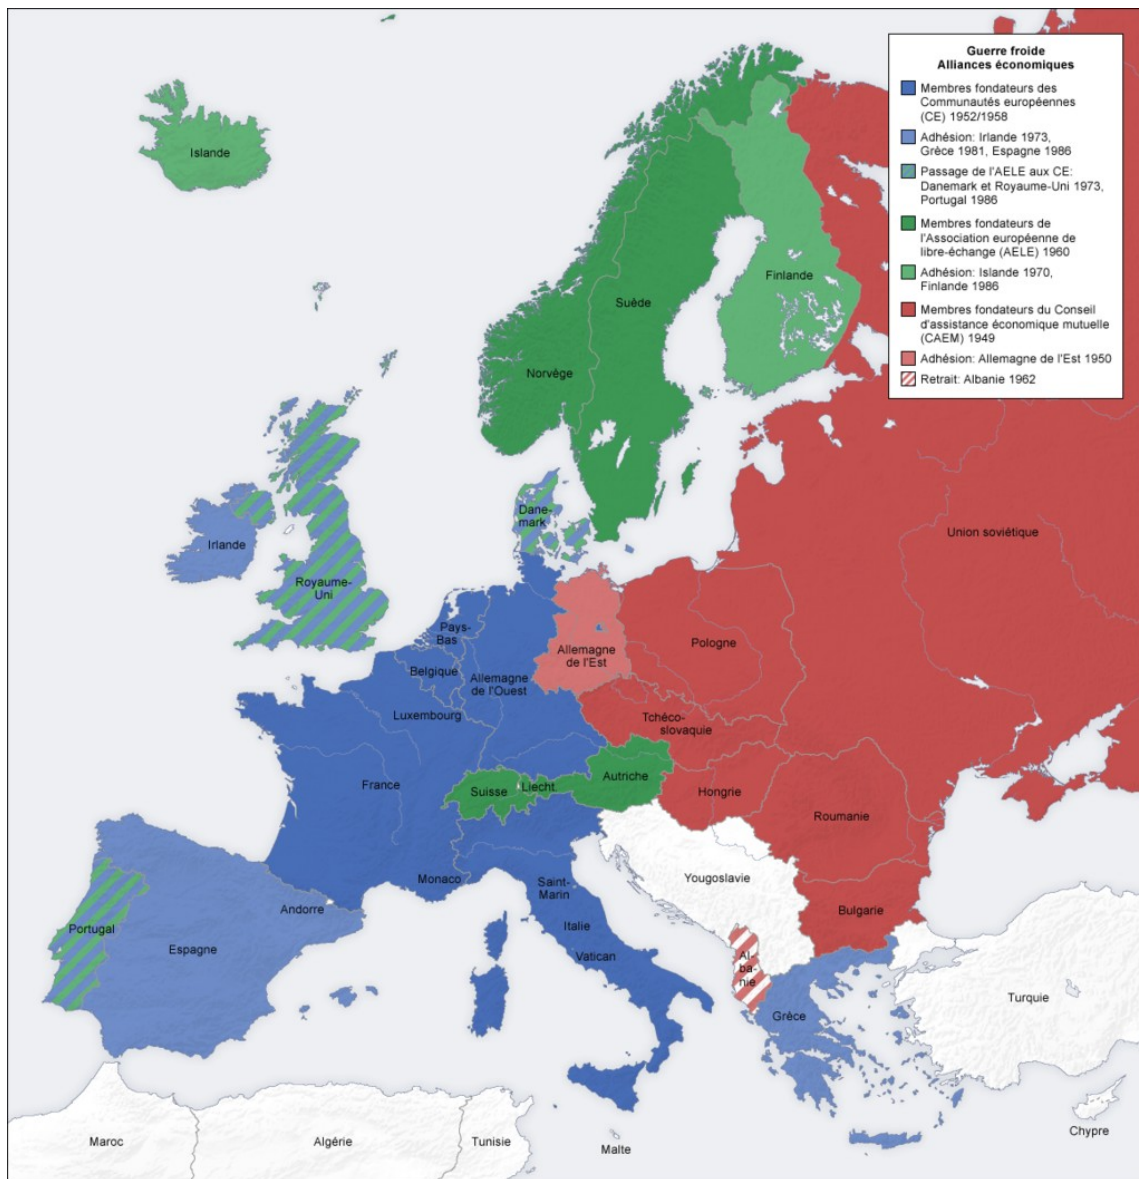 Guerre froide
Alliances économiques
Membres fondateurs des
Communautés européennes
(CE) 1952/1958
Adhésion: Irlande 1973,
Grèce 1981, Espagne 1986
Passage de l'AELE aux CE:
Danemark et Royaume-Uni 1973,
Portugal 1986
Membres fondateurs de
l'Association européenne de
libre-échange (AELE) 1960
Adhésion: Islande 1970,
Finlande 1986
Membres fondateurs du Conseil
d'assistance économique mutuelle
(CAEM) 1949
Adhésion: Allemagne de l'Est 1950
Retrait: Albanie 1962
Islande
Finlande
Suède
Norvège
Dane-
mark
Union soviétique
Irlande
Royaume-
Uni
Pays-
Bas
Pologne
Allemagne
de l'Est
Belgique
Allemagne
de l'Ouest
Luxembourg
Tchéco-
slovaquie
France
Suisse
Liecht.
Autriche
Hongrie
Roumanie
Monaco
Saint-
Marin
Yougoslavie
Andorre
Bulgarie
Portugal
Espagne
Italie
Vatican
Al-
ba-
nie
Grèce
Turquie
Maroc
Algérie
Tunisie
Malte
Chypre